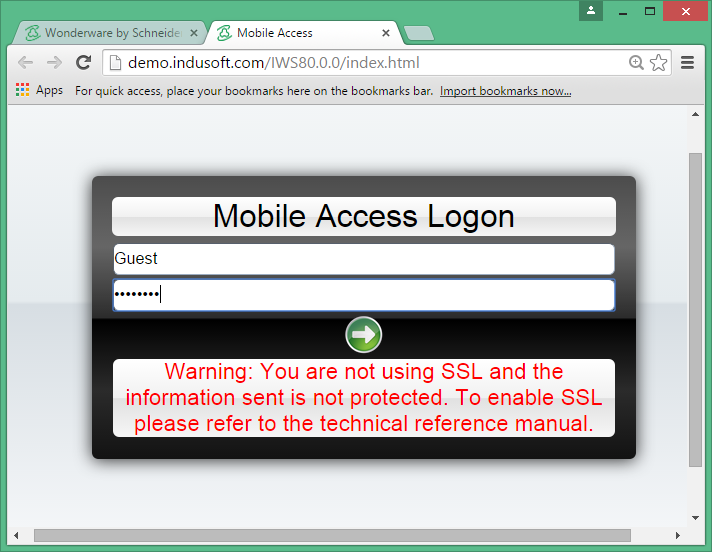 Wonderware by Schneide
Mobile Access
demo.indusoft.com/IWS80.0.0/index.html
Apps For quick access, place your bookmarks here on the bookmarks bar. Import bookmarks now...
Mobile Access Logon
Guest
••••••••
Warning: You are not using SSL and the
information sent is not protected. To enable SSL
please refer to the technical reference manual.